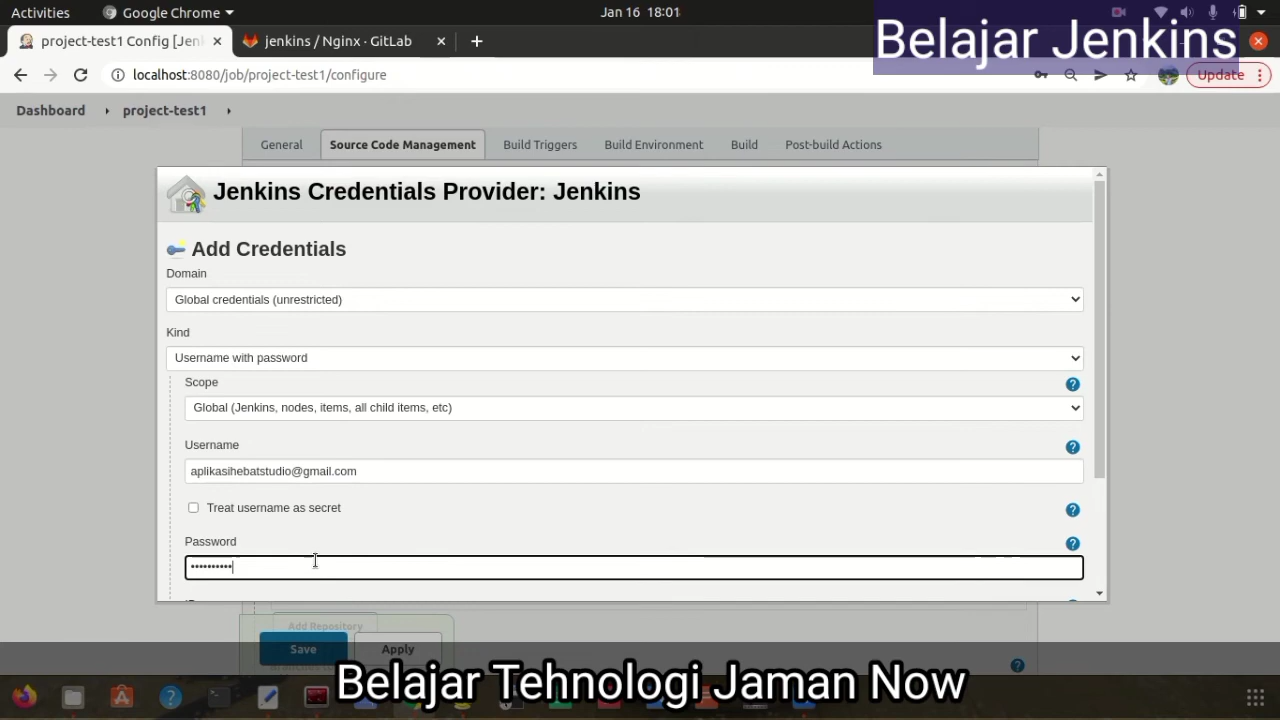 Activities
Google Chrome
Jan 16 18:01
project-test1 Config [Jen
jenkins / Nginx · GitLab
Belajar Jenkins
localhost:8080/job/project-test1/configure
Update
Dashboard
project-test1
General
Source Code Management
Build Triggers
Build Environment
Build
Post-build Actions
Jenkins Credentials Provider: Jenkins
Add Credentials
Domain
Global credentials (unrestricted)
Kind
Username with password
Scope
Global (Jenkins, nodes, items, all child items, etc)
Username
aplikasihebatstudio@gmail.com
Treat username as secret
Password
••••••••••
Add Repository
Save
Apply
Belajar Tehnologi Jaman Now